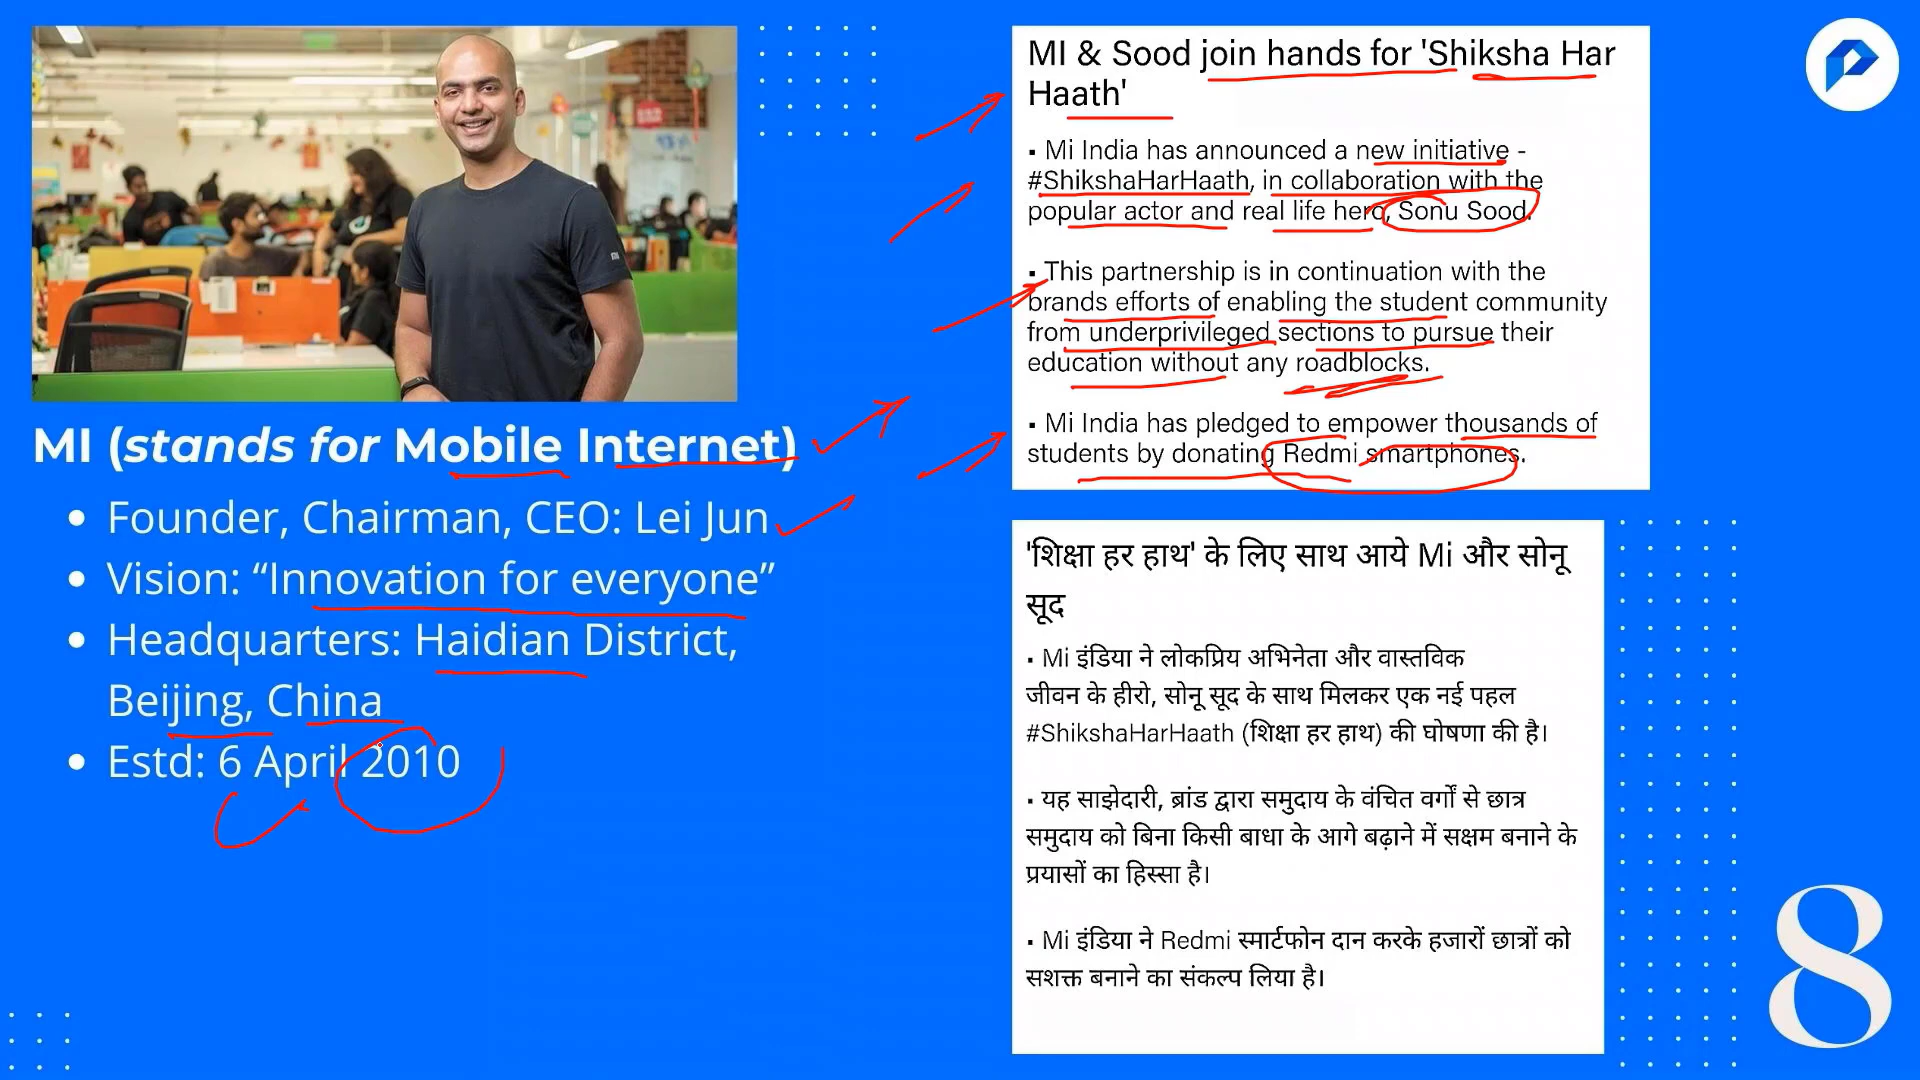 MI (stands for Mobile Internet)
• Founder, Chairman, CEO: Lei Jun
• Vision: “Innovation for everyone”
• Headquarters: Haidian District,
Beijing, China
• Estd: 6 April 2010
MI & Sood join hands for 'Shiksha Har
Haath'
▪ Mi India has announced a new initiative -
#ShikshaHarHaath, in collaboration with the
popular actor and real life hero, Sonu Sood.
▪ This partnership is in continuation with the
brands efforts of enabling the student community
from underprivileged sections to pursue their
education without any roadblocks.
▪ Mi India has pledged to empower thousands of
students by donating Redmi smartphones.
'शिक्षा हर हाथ' के लिए साथ आये Mi और सोनू
सूद
▪ Mi इंडिया ने लोकप्रिय अभिनेता और वास्तविक
जीवन के हीरो, सोनू सूद के साथ मिलकर एक नई पहल
#ShikshaHarHaath (शिक्षा हर हाथ) की घोषणा की है।
▪ यह साझेदारी, ब्रांड द्वारा समुदाय के वंचित वर्गों से छात्र
समुदाय को बिना किसी बाधा के आगे बढ़ाने में सक्षम बनाने के
प्रयासों का हिस्सा है।
▪ Mi इंडिया ने Redmi स्मार्टफोन दान करके हजारों छात्रों को
सशक्त बनाने का संकल्प लिया है।
8